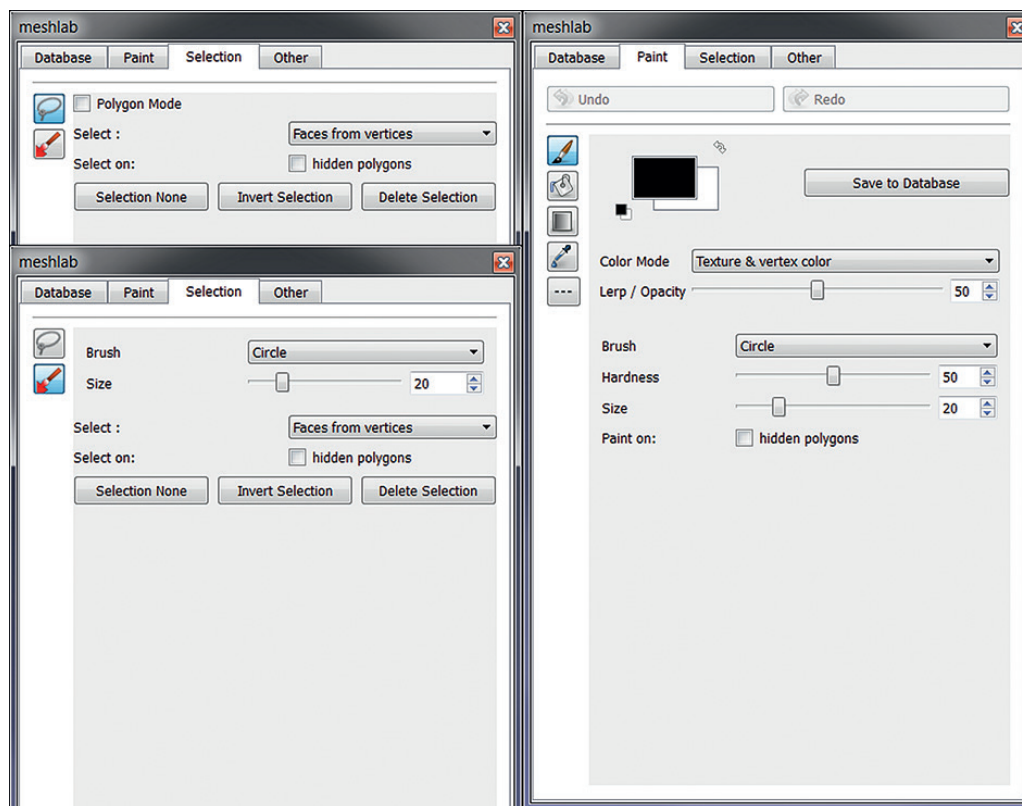 meshlab
Database Paint Selection Other
Polygon Mode
Select : Faces from vertices
Select on: hidden polygons
Selection None Invert Selection Delete Selection
meshlab
Database Paint Selection Other
Brush Circle
Size 20
Select : Faces from vertices
Select on: hidden polygons
Selection None Invert Selection Delete Selection
meshlab
Database Paint Selection Other
Undo Redo
Save to Database
Color Mode Texture & vertex color
Lerp / Opacity 50
Brush Circle
Hardness 50
Size 20
Paint on: hidden polygons